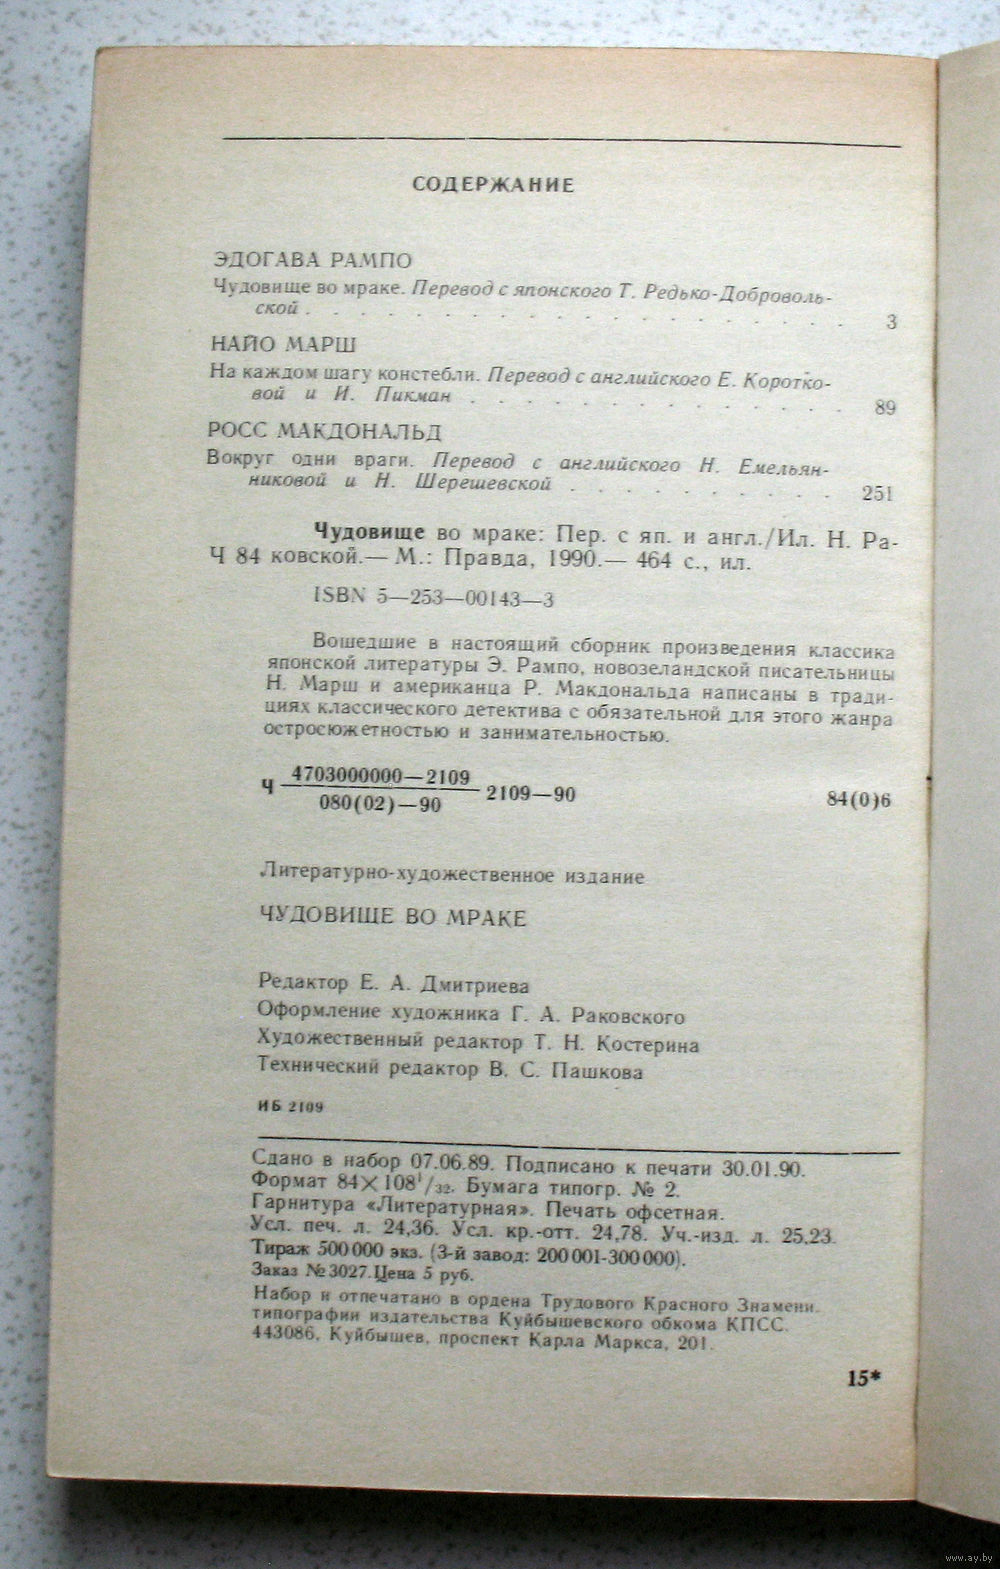 СОДЕРЖАНИЕ
ЭДОГАВА РАМПО
Чудовище во мраке. Перевод с японского Т. Редько-Доброволь-
ской . . . . . . . . . . . . . . . . . . . . 3
НАЙО МАРШ
На каждом шагу констебли. Перевод с английского Е. Коротко-
вой и И. Пикман . . . . . . . . . . . . . . 89
РОСС МАКДОНАЛЬД
Вокруг одни враги. Перевод с английского Н. Емельян-
никовой и Н. Шерешевской . . . . . . . . . . 251
Чудовище во мраке: Пер. с яп. и англ./Ил. Н. Ра-
Ч 84 ковской.— М.: Правда, 1990.— 464 с., ил.
ISBN 5—253—00143—3
Вошедшие в настоящий сборник произведения классика
японской литературы Э. Рампо, новозеландской писательницы
Н. Марш и американца Р. Макдональда написаны в тради-
циях классического детектива с обязательной для этого жанра
остросюжетностью и занимательностью.
4703000000—2109
Ч 2109—90 84(0)6
080(02)—90
Литературно-художественное издание
ЧУДОВИЩЕ ВО МРАКЕ
Редактор Е. А. Дмитриева
Оформление художника Г. А. Раковского
Художественный редактор Т. Н. Костерина
Технический редактор В. С. Пашкова
ИБ 2109
Сдано в набор 07.06.89. Подписано к печати 30.01.90.
Формат 84×108¹/₃₂. Бумага типогр. № 2.
Гарнитура «Литературная». Печать офсетная.
Усл. печ. л. 24,36. Усл. кр.-отт. 24,78. Уч.-изд. л. 25,23.
Тираж 500 000 экз. (3-й завод: 200 001-300 000).
Заказ № 3027. Цена 5 руб.
Набор и отпечатано в ордена Трудового Красного Знамени
типографии издательства Куйбышевского обкома КПСС.
443086, Куйбышев, проспект Карла Маркса, 201.
15*
www.ay.by